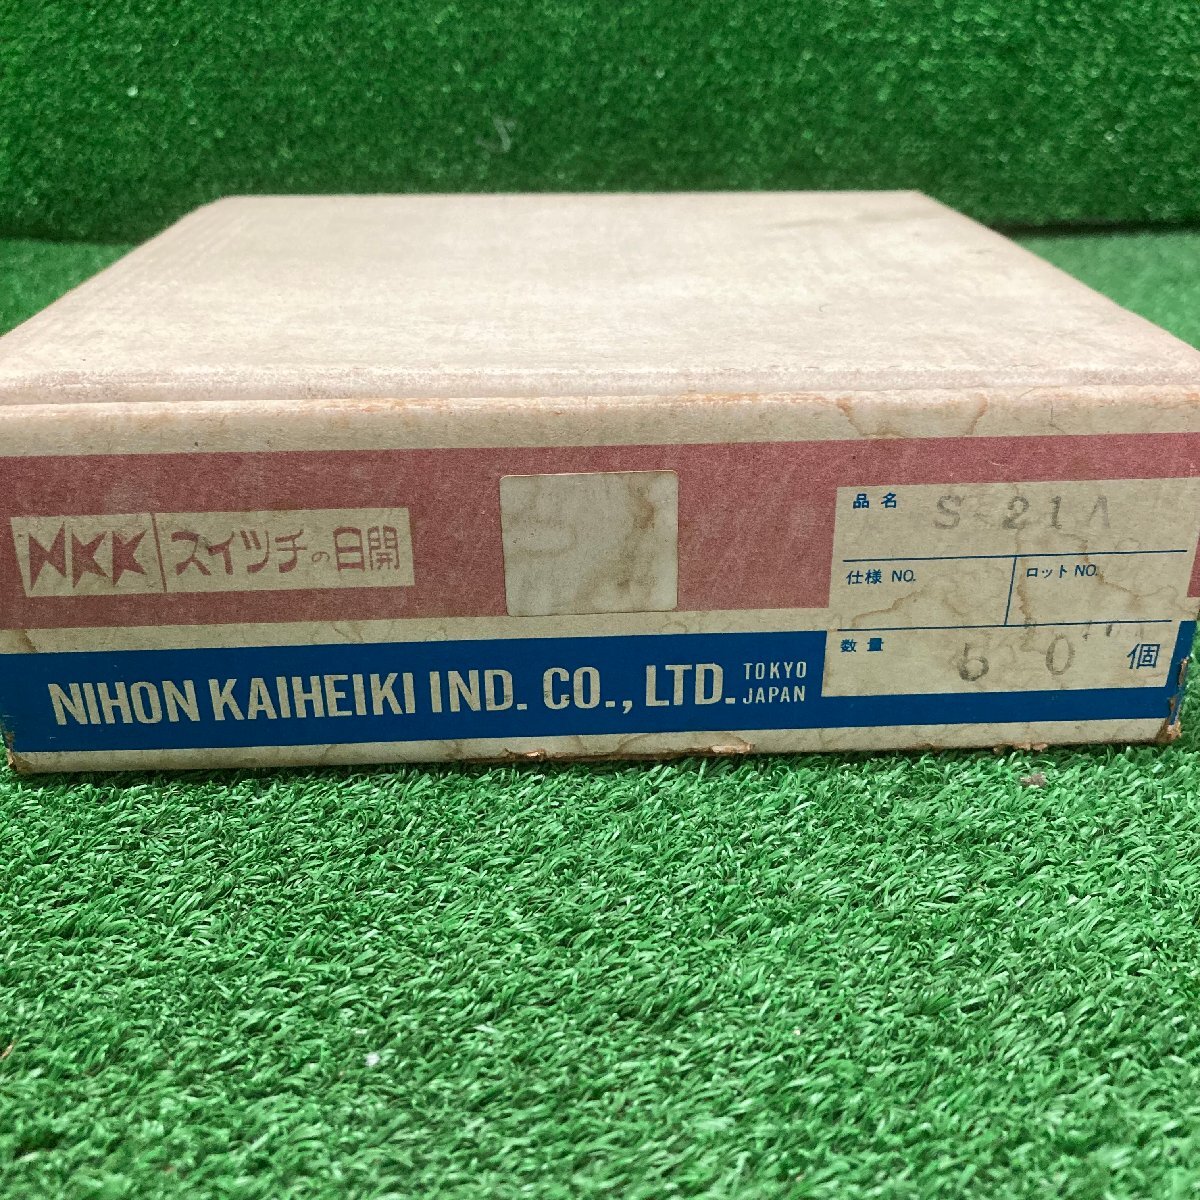 NKK スイッチの日開
NIHON KAIHEIKI IND. CO., LTD. TOKYO JAPAN
品名 S-21A
仕様 NO. ロット NO.
数量 50 個